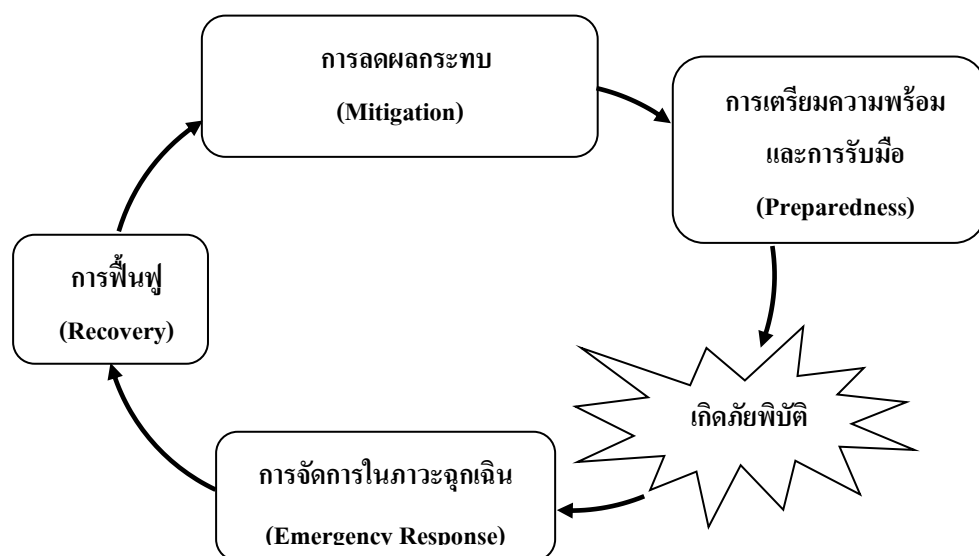 การลดผลกระทบ
(Mitigation)
การเตรียมความพร้อม
และการรับมือ
(Preparedness)
การฟื้นฟู
(Recovery)
เกิดภัยพิบัติ
การจัดการในภาวะฉุกเฉิน
(Emergency Response)